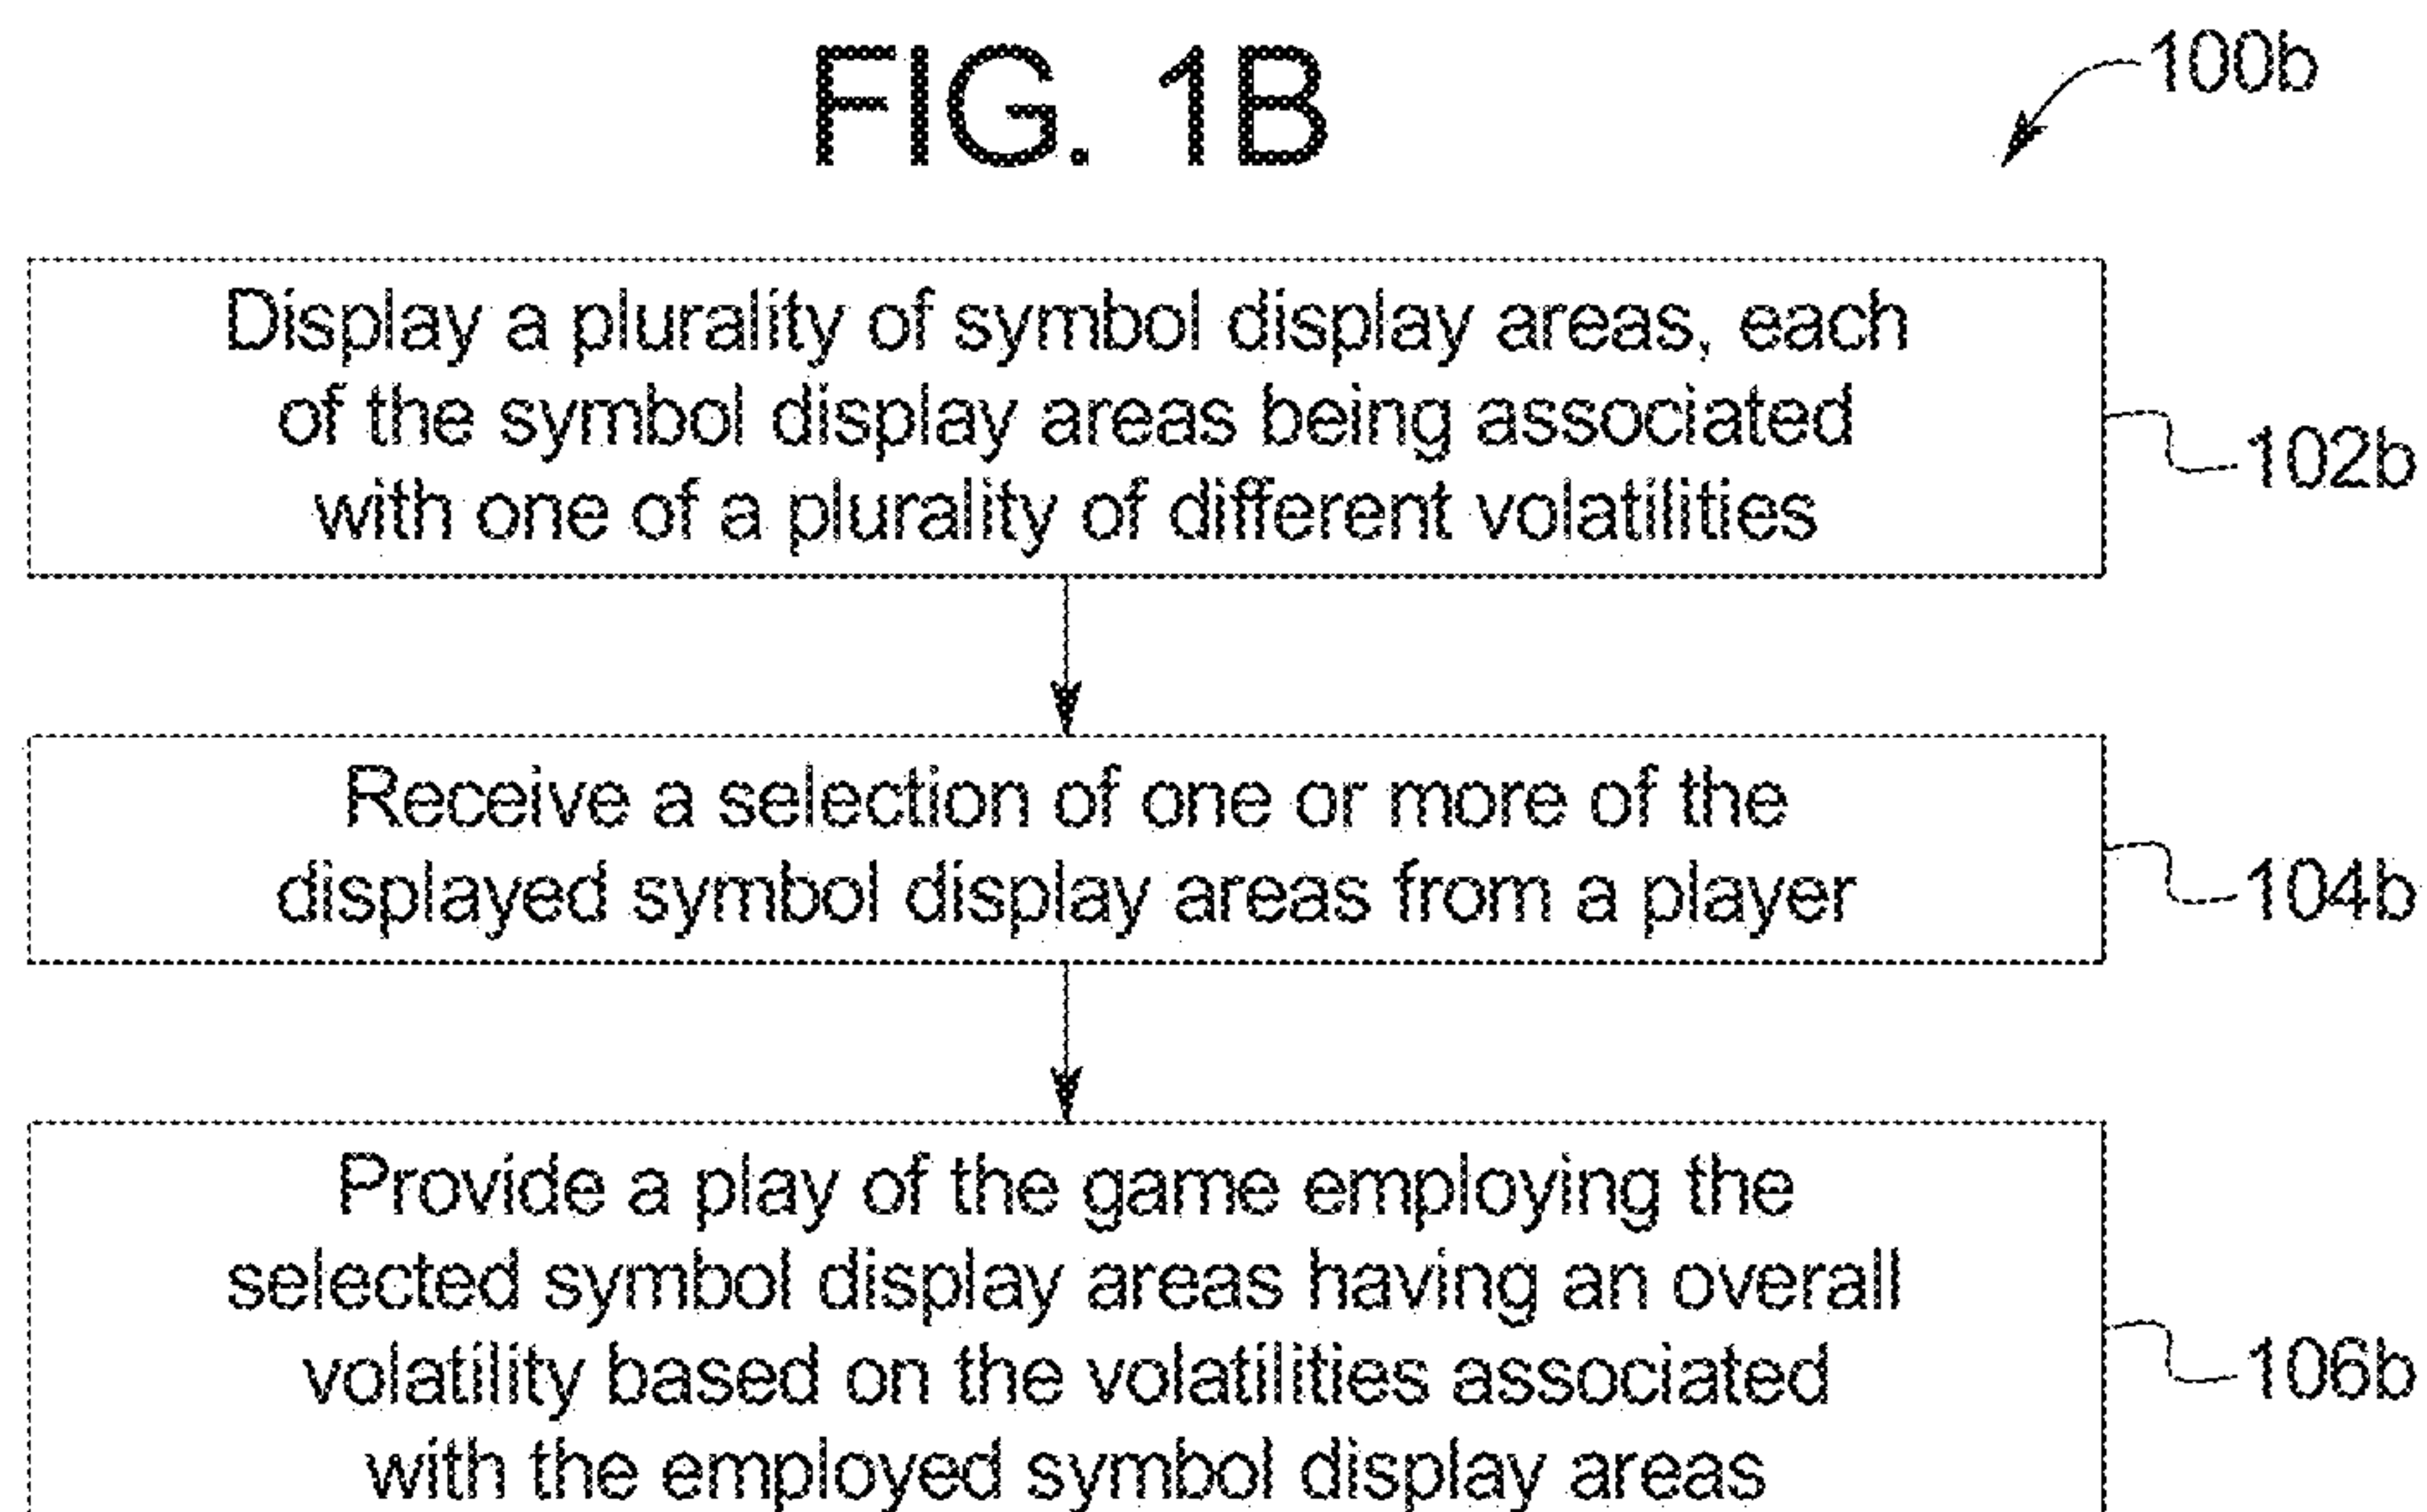 FIG. 1B
100b
Display a plurality of symbol display areas, each
of the symbol display areas being associated
with one of a plurality of different volatilities
102b
Receive a selection of one or more of the
displayed symbol display areas from a player
104b
Provide a play of the game employing the
selected symbol display areas having an overall
volatility based on the volatilities associated
with the employed symbol display areas
106b